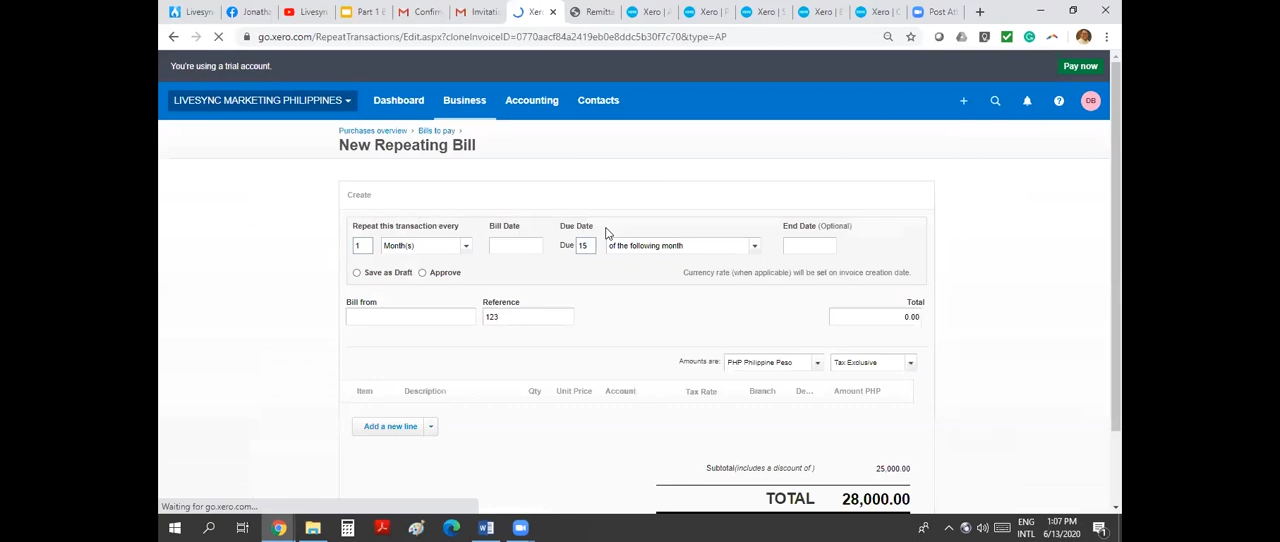 Livesync
Jonatha
Livesync
Part 1 6
Confirm
Invitatic
Xero
Remitta
Xero | A
Xero | P
Xero | S
Xero | B
Xero | C
Post Att
go.xero.com/RepeatTransactions/Edit.aspx?cloneInvoiceID=0770aacf84a2419eb0e8ddc5b30f7c70&type=AP
You're using a trial account.
Pay now
LIVESYNC MARKETING PHILIPPINES
Dashboard
Business
Accounting
Contacts
DB
Purchases overview › Bills to pay ›
New Repeating Bill
Create
Repeat this transaction every
Bill Date
Due Date
End Date (Optional)
1
Month(s)
Due
15
of the following month
Save as Draft
Approve
Currency rate (when applicable) will be set on invoice creation date.
Bill from
Reference
Total
123
0.00
Amounts are:
PHP Philippine Peso
Tax Exclusive
Item
Description
Qty
Unit Price
Account
Tax Rate
Branch
De...
Amount PHP
Add a new line
Subtotal(includes a discount of )
25,000.00
TOTAL
28,000.00
Waiting for go.xero.com...
ENG
INTL
1:07 PM
6/13/2020